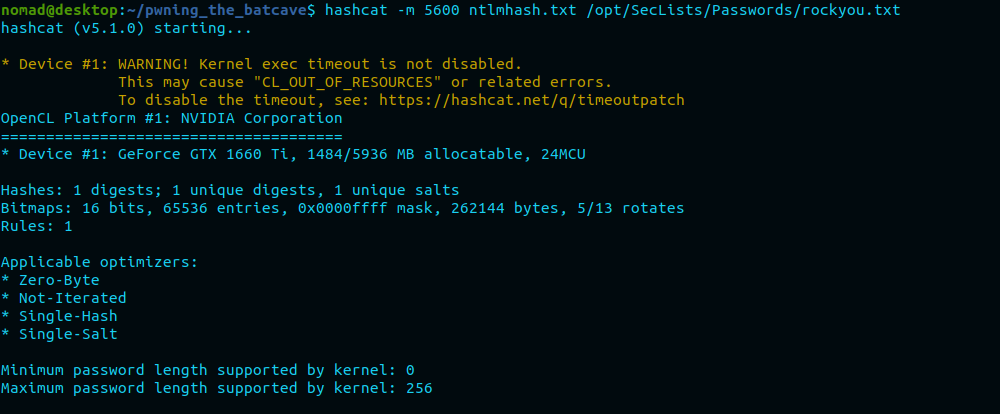 nomad@desktop:~/pwning_the_batcave$ hashcat -m 5600 ntlmhash.txt /opt/SecLists/Passwords/rockyou.txt
hashcat (v5.1.0) starting...
* Device #1: WARNING! Kernel exec timeout is not disabled.
This may cause "CL_OUT_OF_RESOURCES" or related errors.
To disable the timeout, see: https://hashcat.net/q/timeoutpatch
OpenCL Platform #1: NVIDIA Corporation
======================================
* Device #1: GeForce GTX 1660 Ti, 1484/5936 MB allocatable, 24MCU
Hashes: 1 digests; 1 unique digests, 1 unique salts
Bitmaps: 16 bits, 65536 entries, 0x0000ffff mask, 262144 bytes, 5/13 rotates
Rules: 1
Applicable optimizers:
* Zero-Byte
* Not-Iterated
* Single-Hash
* Single-Salt
Minimum password length supported by kernel: 0
Maximum password length supported by kernel: 256